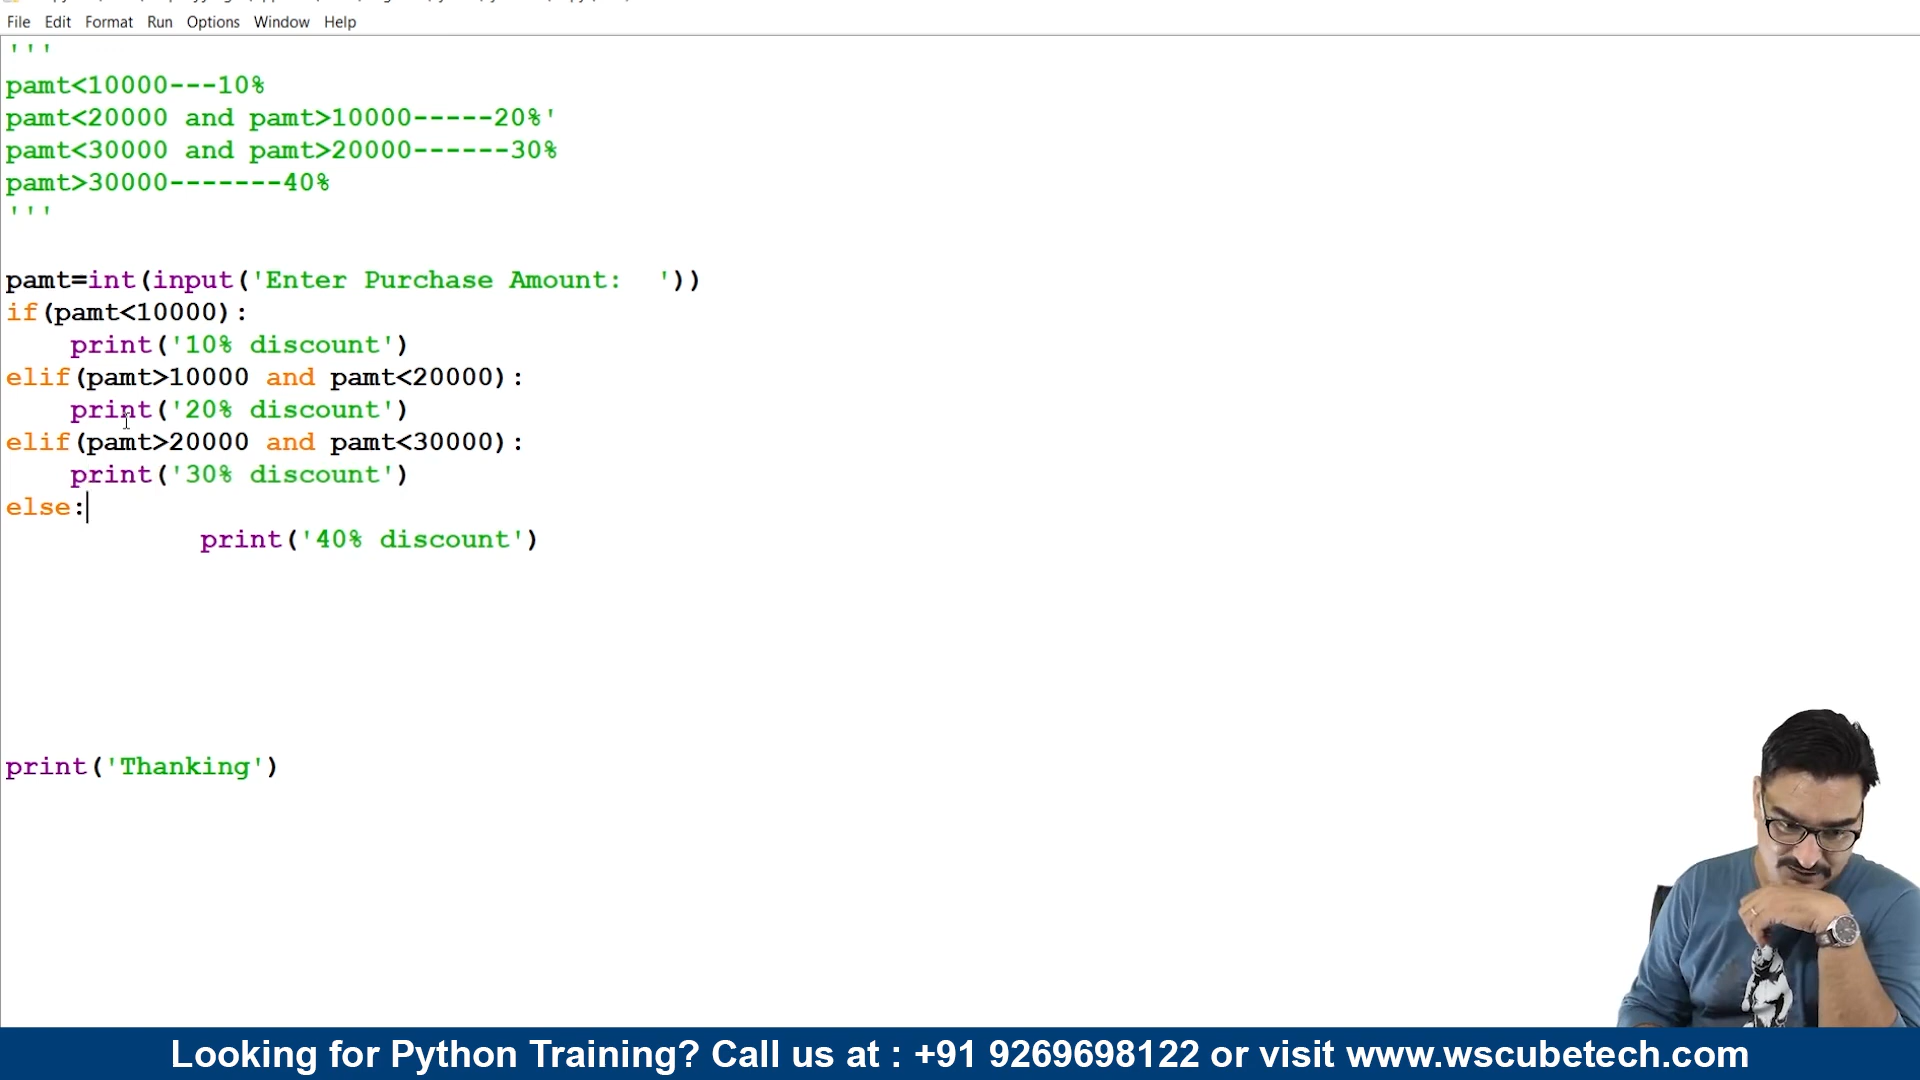 File Edit Format Run Options Window Help
'''
pamt<10000---10%
pamt<20000 and pamt>10000-----20%'
pamt<30000 and pamt>20000------30%
pamt>30000-------40%
'''
pamt=int(input('Enter Purchase Amount:  '))
if(pamt<10000):
    print('10% discount')
elif(pamt>10000 and pamt<20000):
    print('20% discount')
elif(pamt>20000 and pamt<30000):
    print('30% discount')
else:
            print('40% discount')
print('Thanking')
Looking for Python Training? Call us at : +91 9269698122 or visit www.wscubetech.com